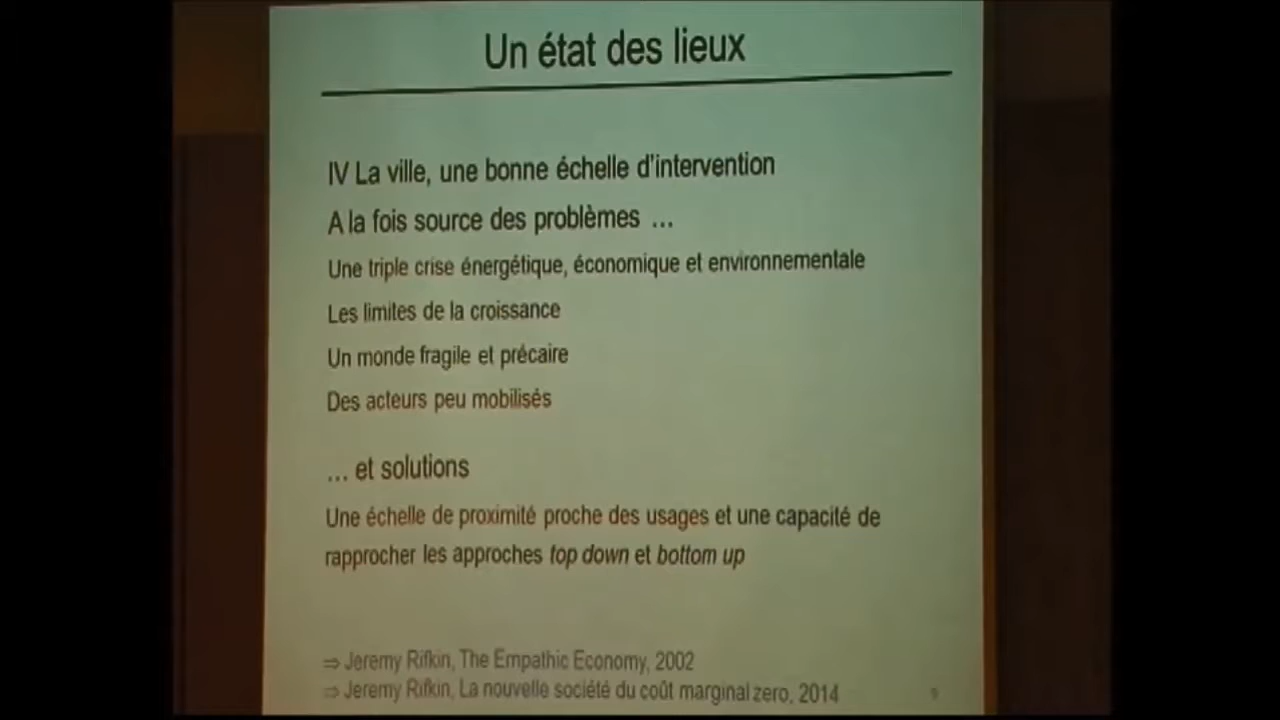 Un état des lieux
IV La ville, une bonne échelle d'intervention
A la fois source des problèmes ...
Une triple crise énergétique, économique et environnementale
Les limites de la croissance
Un monde fragile et précaire
Des acteurs peu mobilisés
... et solutions
Une échelle de proximité proche des usages et une capacité de
rapprocher les approches top down et bottom up
⇒ Jeremy Rifkin, The Empathic Economy, 2002
⇒ Jeremy Rifkin, La nouvelle société du coût marginal zero, 2014
9